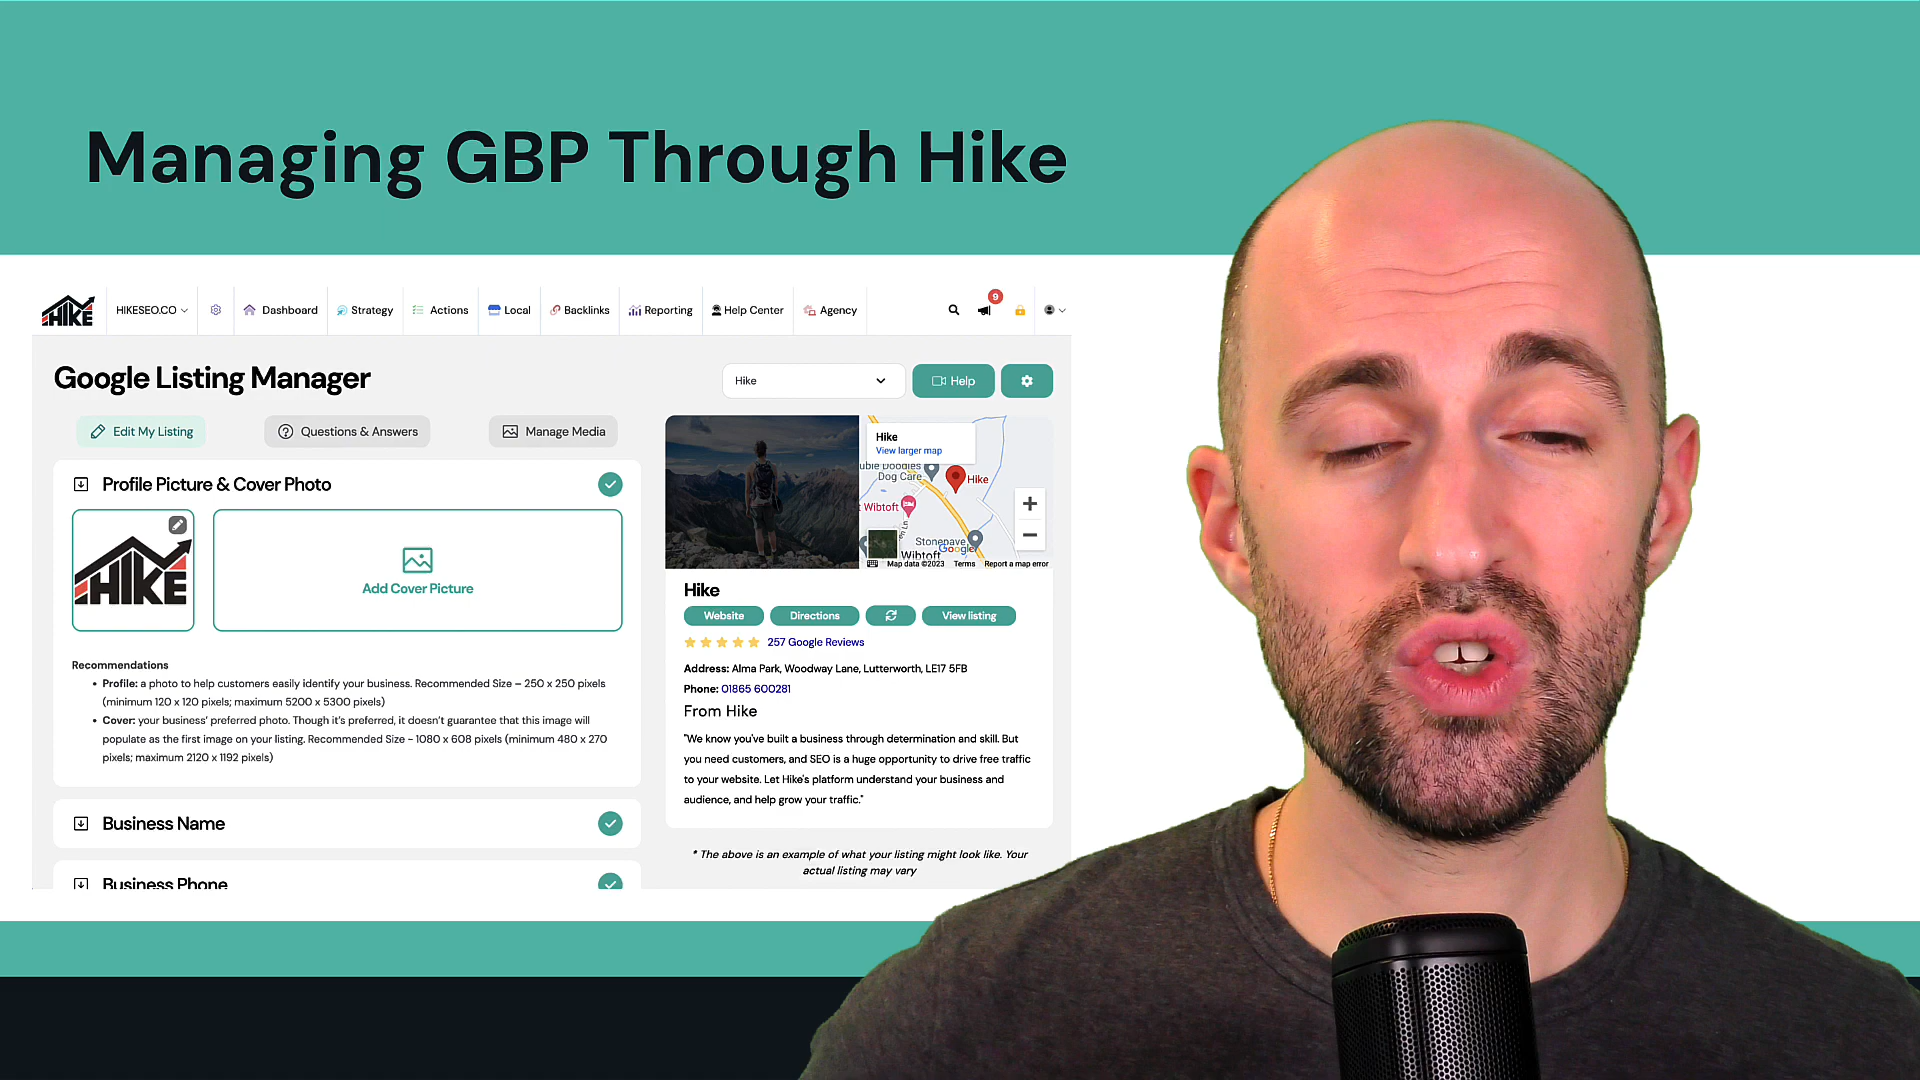 Managing GBP Through Hike
HIKE
HIKESEO.CO
Dashboard
Strategy
Actions
Local
Backlinks
Reporting
Help Center
Agency
9
Google Listing Manager
Hike
Help
Edit My Listing
Questions & Answers
Manage Media
Profile Picture & Cover Photo
HIKE
Add Cover Picture
Recommendations
• Profile: a photo to help customers easily identify your business. Recommended Size – 250 x 250 pixels
(minimum 120 x 120 pixels; maximum 5200 x 5300 pixels)
• Cover: your business' preferred photo. Though it's preferred, it doesn't guarantee that this image will
populate as the first image on your listing. Recommended Size - 1080 x 608 pixels (minimum 480 x 270
pixels; maximum 2120 x 1192 pixels)
Business Name
Business Phone
Hike
View larger map
Doodles
Dog Care
Hike
Wibtoft
Stonepave
Google
Wibtoft
Map data ©2023 Terms Report a map error
Hike
Website
Directions
View listing
257 Google Reviews
Address: Alma Park, Woodway Lane, Lutterworth, LE17 5FB
Phone: 01865 600281
From Hike
"We know you've built a business through determination and skill. But
you need customers, and SEO is a huge opportunity to drive free traffic
to your website. Let Hike's platform understand your business and
audience, and help grow your traffic."
* The above is an example of what your listing might look like. Your
actual listing may vary